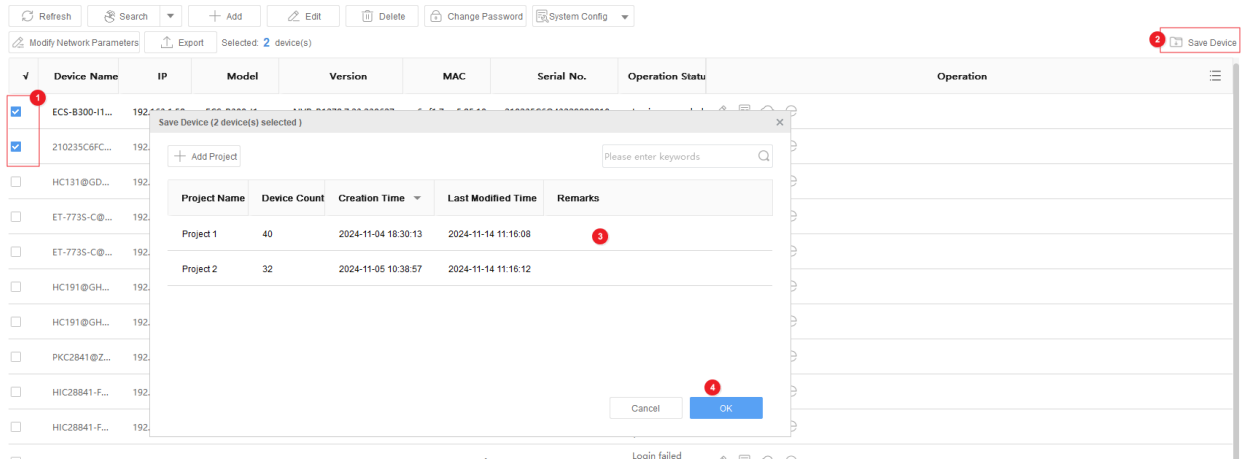 Refresh Search Add Edit Delete Change Password System Config
Modify Network Parameters Export Selected: 2 device(s) 2 Save Device
√ Device Name IP Model Version MAC Serial No. Operation Statu Operation
1
ECS-B300-I1... 192.
Save Device (2 device(s) selected )
210235C6FC... 192.
Add Project Please enter keywords
HC131@GD... 192.
Project Name Device Count Creation Time Last Modified Time Remarks
ET-773S-C@... 192.
Project 1 40 2024-11-04 18:30:13 2024-11-14 11:16:08 3
ET-773S-C@... 192.
Project 2 32 2024-11-05 10:38:57 2024-11-14 11:16:12
HC191@GH... 192.
HC191@GH... 192.
PKC2841@Z... 192.
HIC28841-F... 192.
4
Cancel OK
HIC28841-F... 192.
Login failed